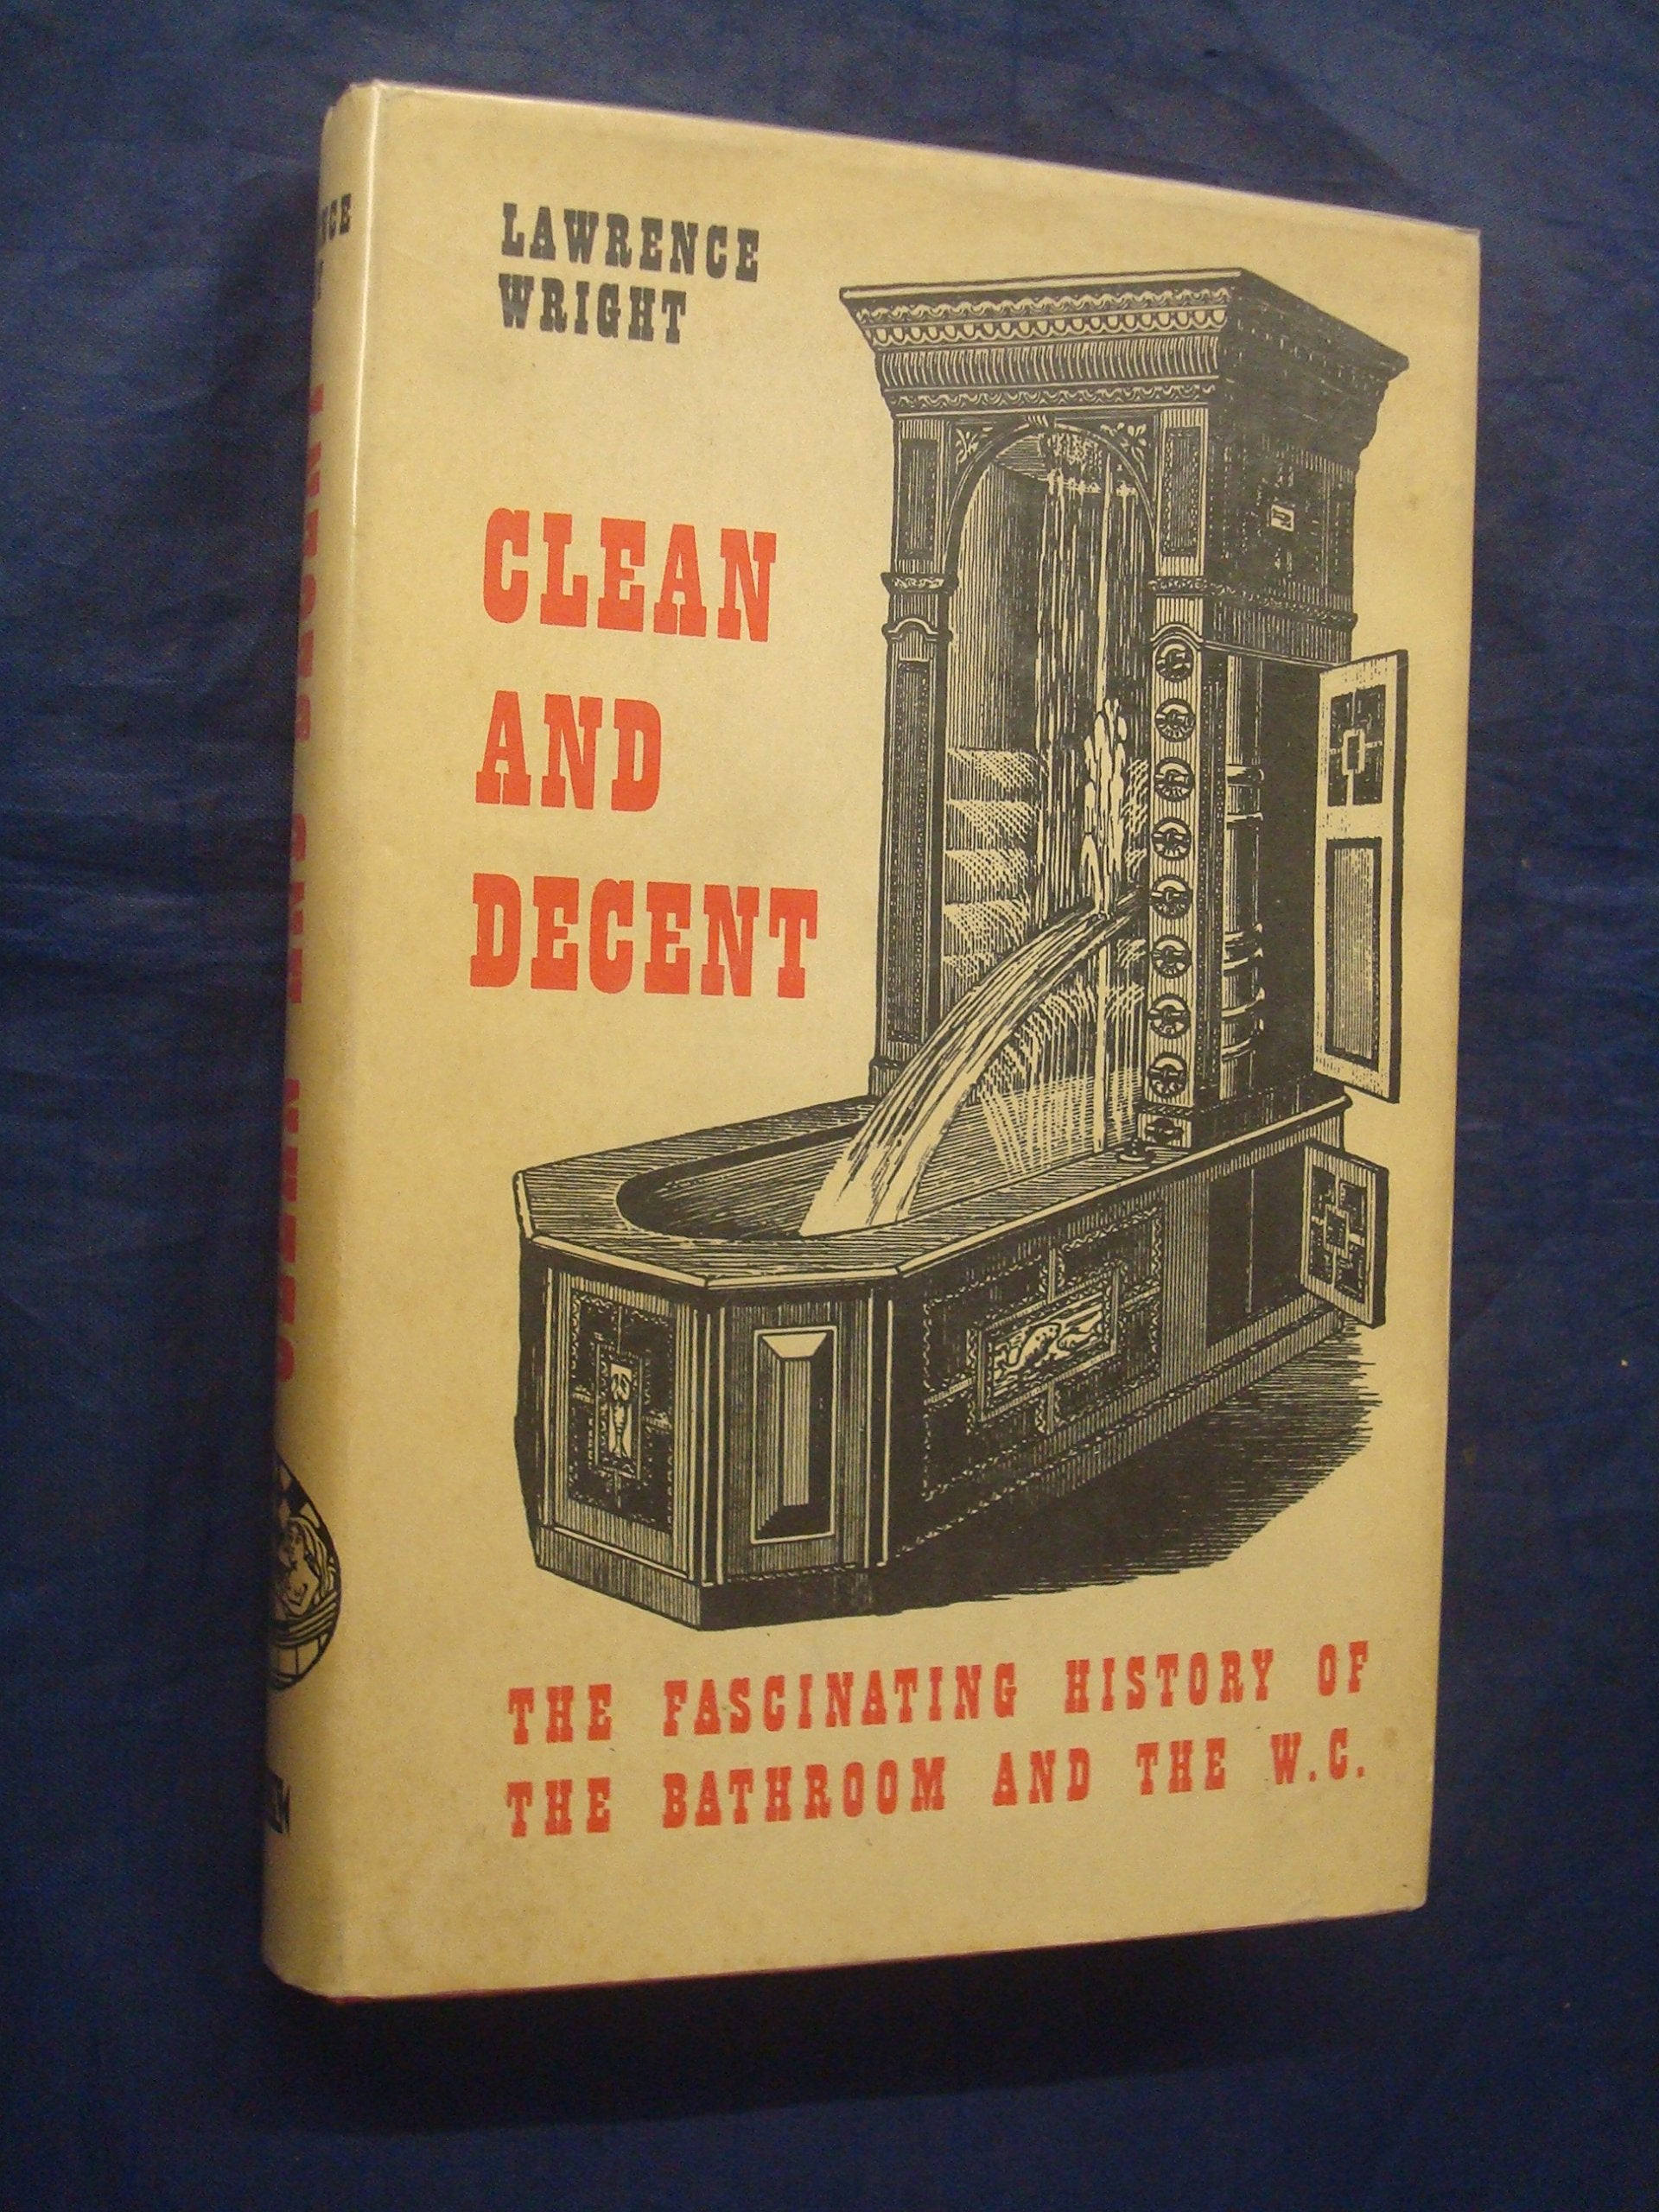 LAWRENCE
WRIGHT
CLEAN
AND
DECENT
THE FASCINATING HISTORY OF
THE BATHROOM AND THE W.C.